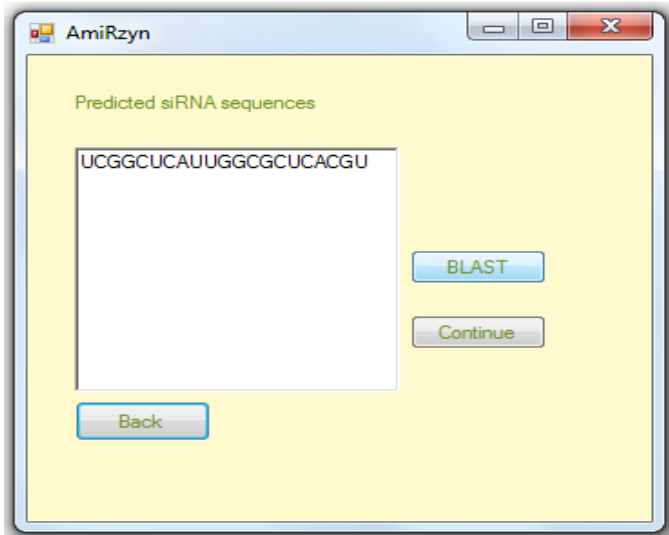 AmiRzyn
Predicted siRNA sequences
UCGGCUCAUUGGCGCUCACGU
BLAST
Continue
Back